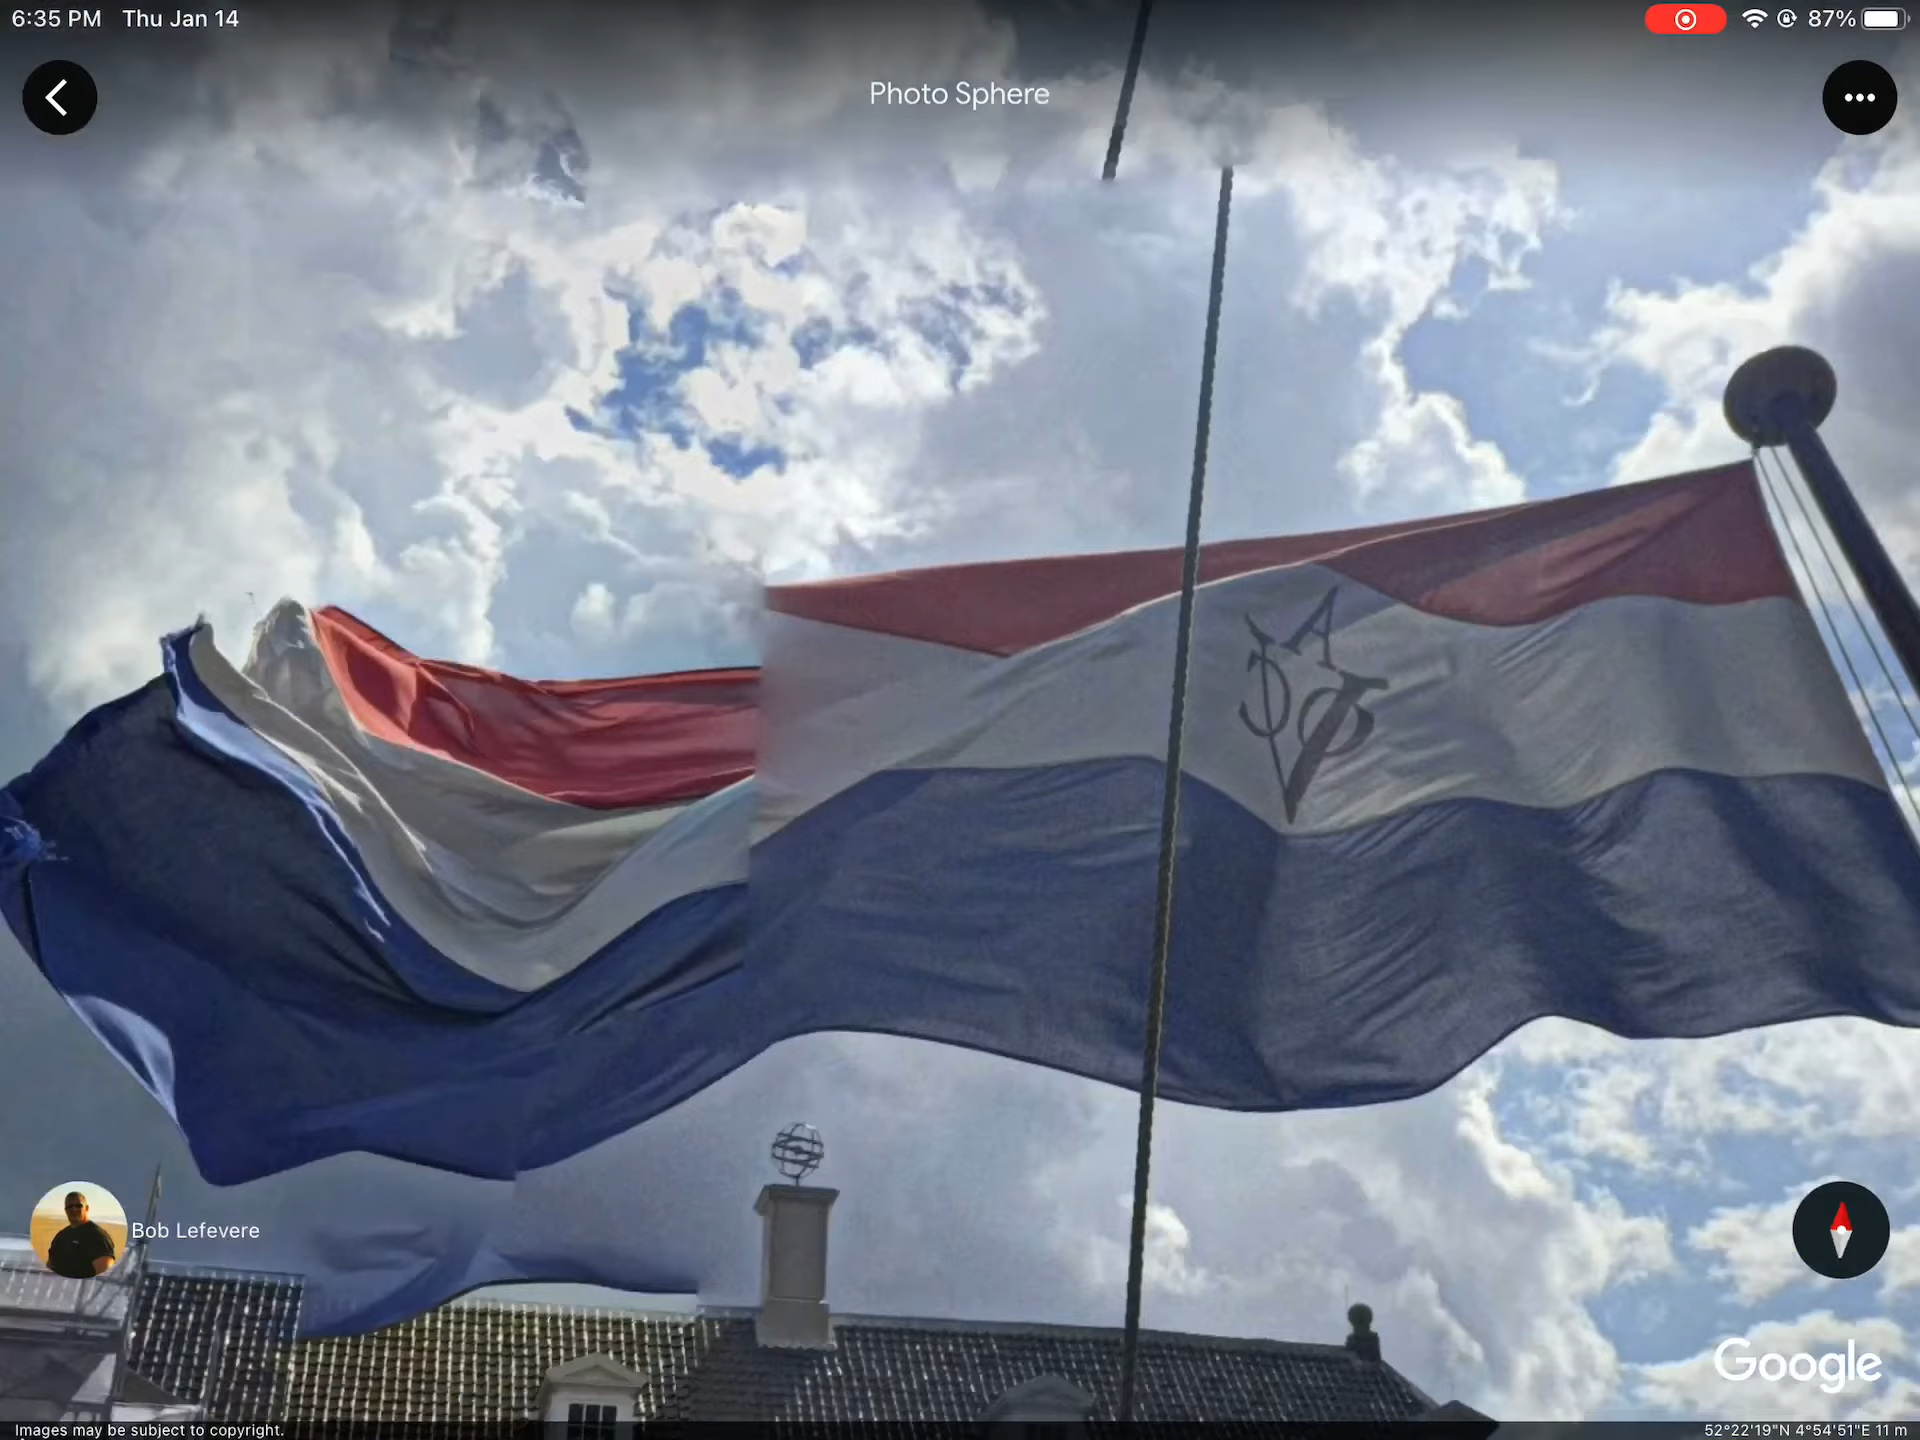 6:35 PM Thu Jan 14
87%
Photo Sphere
A
VOC
Bob Lefevere
Google
Images may be subject to copyright.
52°22'19"N 4°54'51"E 11 m